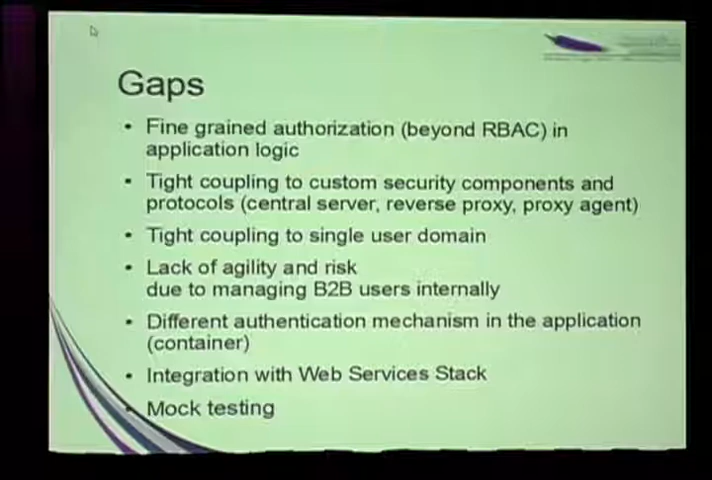 Gaps
• Fine grained authorization (beyond RBAC) in
application logic
• Tight coupling to custom security components and
protocols (central server, reverse proxy, proxy agent)
• Tight coupling to single user domain
• Lack of agility and risk
due to managing B2B users internally
• Different authentication mechanism in the application
(container)
• Integration with Web Services Stack
• Mock testing